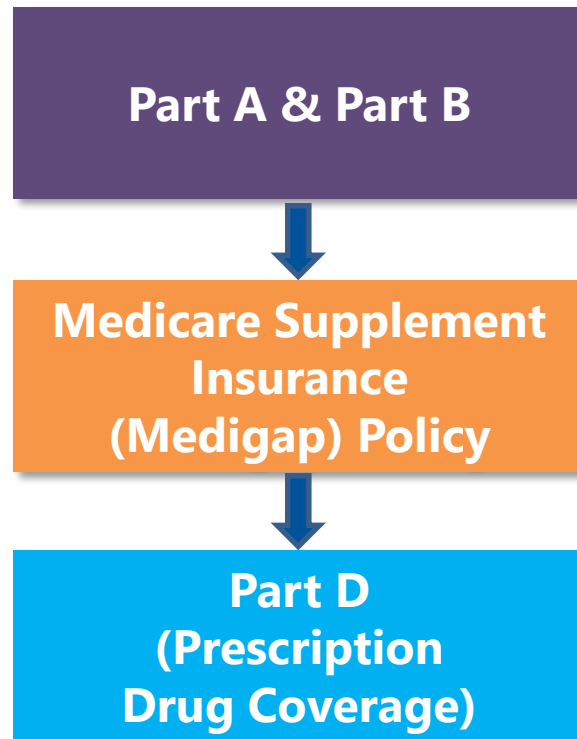 Part A & Part B
Medicare Supplement
Insurance
(Medigap) Policy
Part D
(Prescription
Drug Coverage)